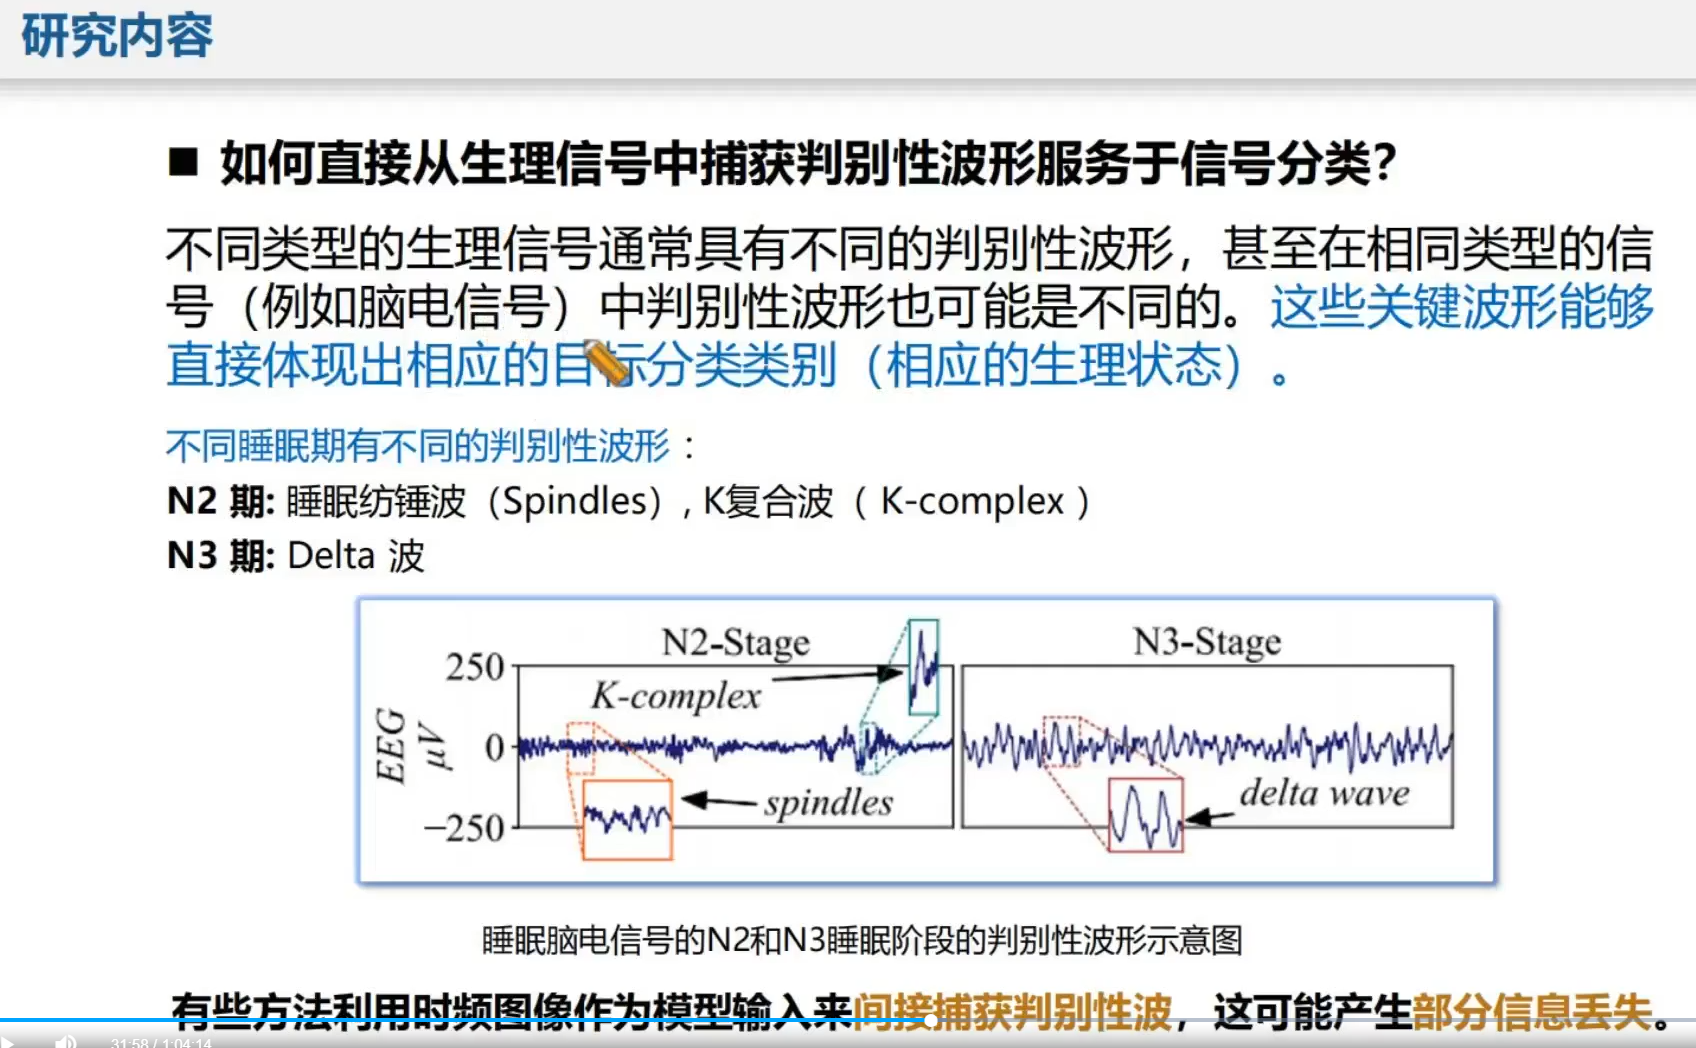 研究内容
■ 如何直接从生理信号中捕获判别性波形服务于信号分类?
不同类型的生理信号通常具有不同的判别性波形，甚至在相同类型的信
号（例如脑电信号）中判别性波形也可能是不同的。这些关键波形能够
直接体现出相应的目标分类类别（相应的生理状态）。
不同睡眠期有不同的判别性波形：
N2 期: 睡眠纺锤波（Spindles）, K复合波（ K-complex ）
N3 期: Delta 波
N2-Stage
N3-Stage
250
K-complex
EEG
μV
0
spindles
delta wave
−250
睡眠脑电信号的N2和N3睡眠阶段的判别性波形示意图
有些方法利用时频图像作为模型输入来间接捕获判别性波，这可能产生部分信息丢失。
31:58 / 1:04:14